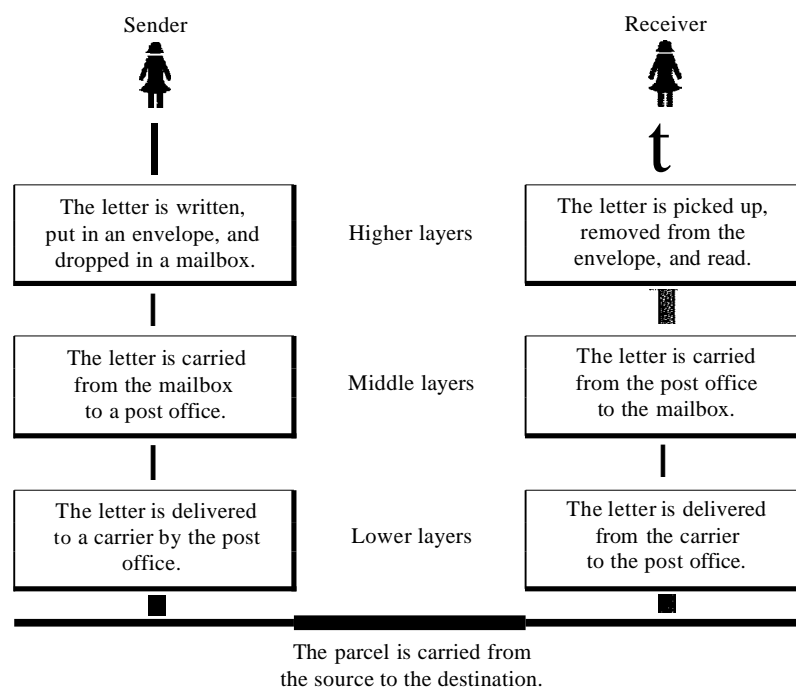 Sender
Receiver
t
The letter is written,
put in an envelope, and
dropped in a mailbox.
Higher layers
The letter is picked up,
removed from the
envelope, and read.
The letter is carried
from the mailbox
to a post office.
Middle layers
The letter is carried
from the post office
to the mailbox.
The letter is delivered
to a carrier by the post
office.
Lower layers
The letter is delivered
from the carrier
to the post office.
The parcel is carried from
the source to the destination.